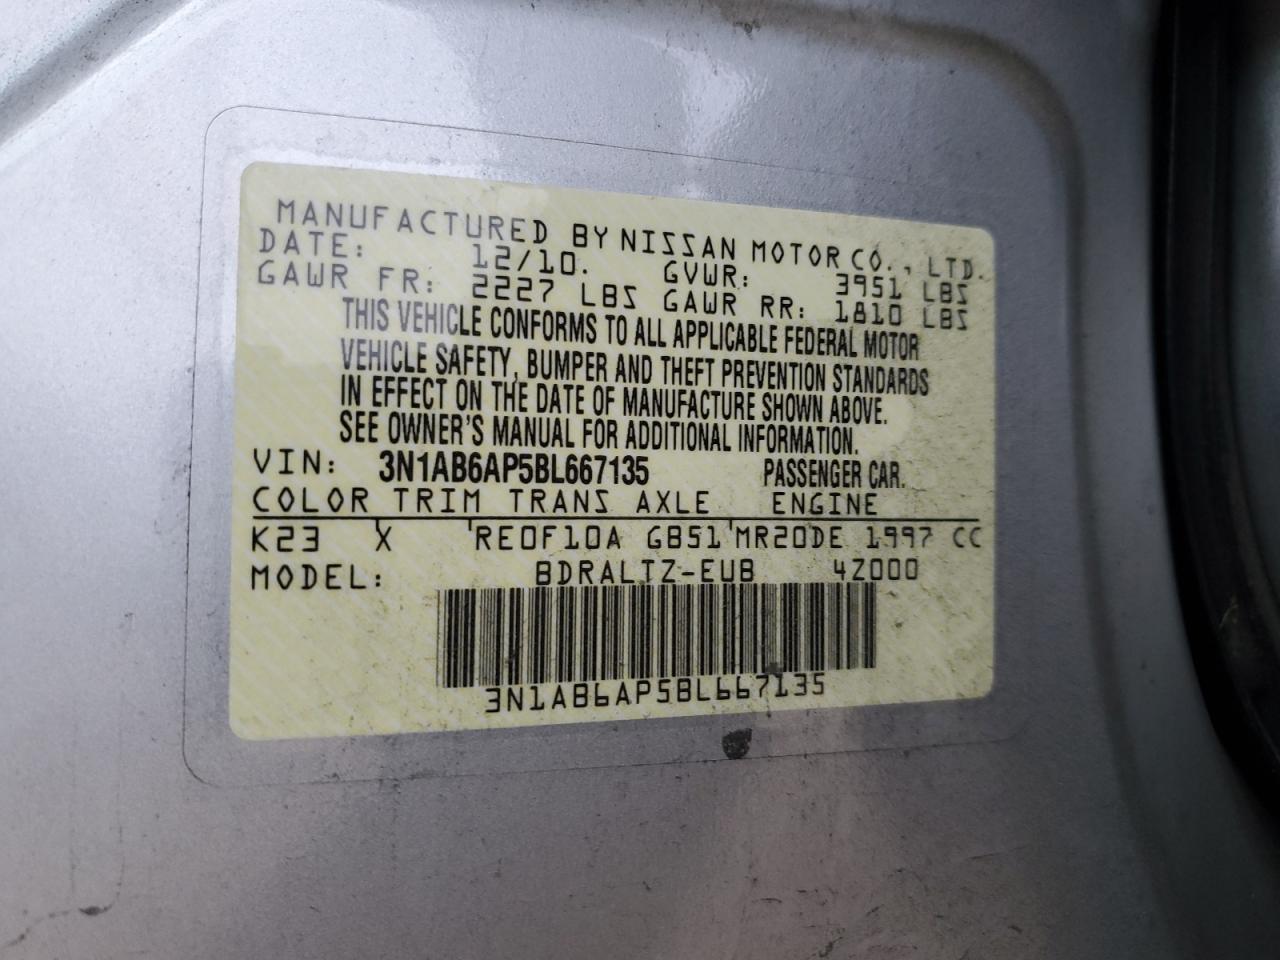 MANUFACTURED BY NISSAN MOTOR CO., LTD.
DATE: 12/10. GVWR: 3951 LBS
GAWR FR: 2227 LBS GAWR RR: 1810 LBS
THIS VEHICLE CONFORMS TO ALL APPLICABLE FEDERAL MOTOR
VEHICLE SAFETY, BUMPER AND THEFT PREVENTION STANDARDS
IN EFFECT ON THE DATE OF MANUFACTURE SHOWN ABOVE.
SEE OWNER'S MANUAL FOR ADDITIONAL INFORMATION.
VIN: 3N1AB6AP5BL667135 PASSENGER CAR.
COLOR TRIM TRANS AXLE ENGINE
K23 X RE0F10A GB51 MR20DE 1997 CC
MODEL: BDRALTZ-EUB 4Z000
3N1AB6AP5BL667135